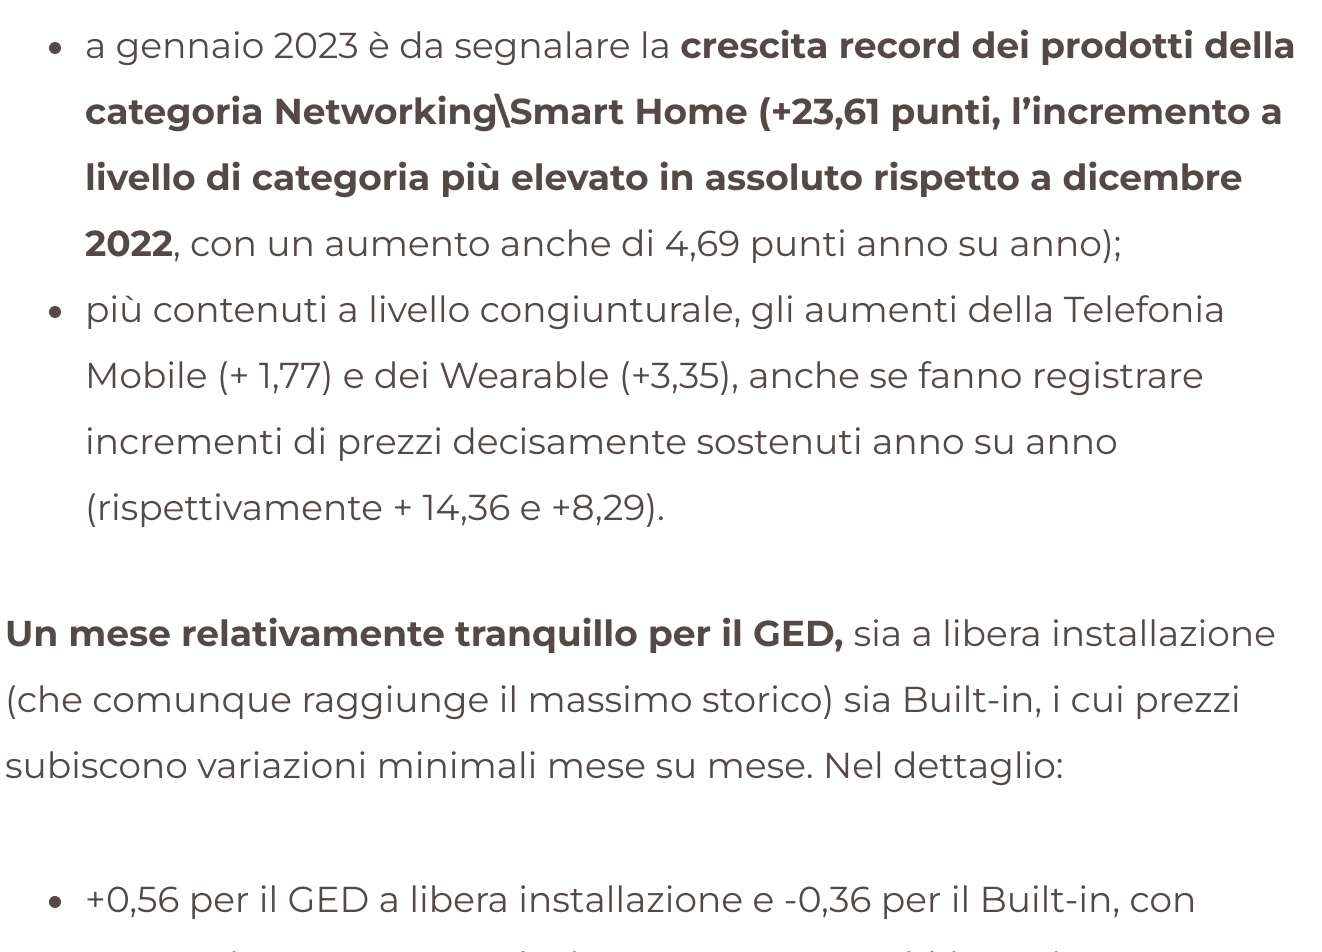 • a gennaio 2023 è da segnalare la crescita record dei prodotti della
categoria Networking\Smart Home (+23,61 punti, l’incremento a
livello di categoria più elevato in assoluto rispetto a dicembre
2022, con un aumento anche di 4,69 punti anno su anno);
• più contenuti a livello congiunturale, gli aumenti della Telefonia
Mobile (+ 1,77) e dei Wearable (+3,35), anche se fanno registrare
incrementi di prezzi decisamente sostenuti anno su anno
(rispettivamente + 14,36 e +8,29).
Un mese relativamente tranquillo per il GED, sia a libera installazione
(che comunque raggiunge il massimo storico) sia Built-in, i cui prezzi
subiscono variazioni minimali mese su mese. Nel dettaglio:
• +0,56 per il GED a libera installazione e -0,36 per il Built-in, con